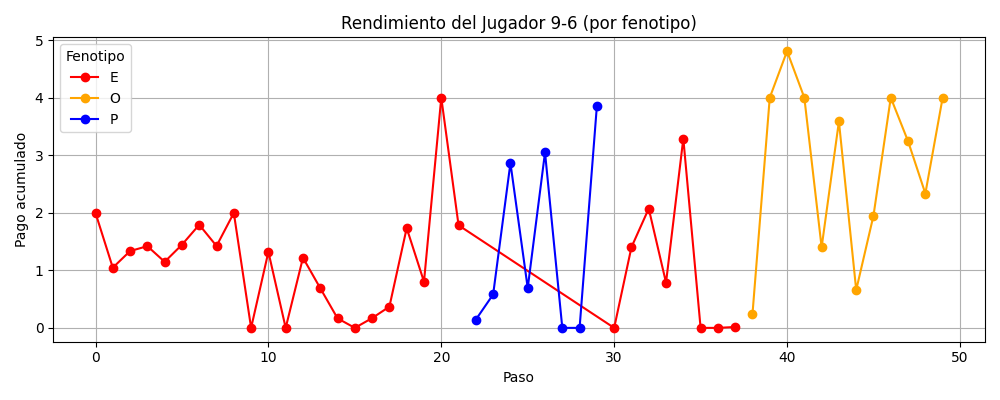 Rendimiento del Jugador 9-6 (por fenotipo)
Pago acumulado
5
4
3
2
1
0
Fenotipo
E
O
P
0 10 20 30 40 50
Paso